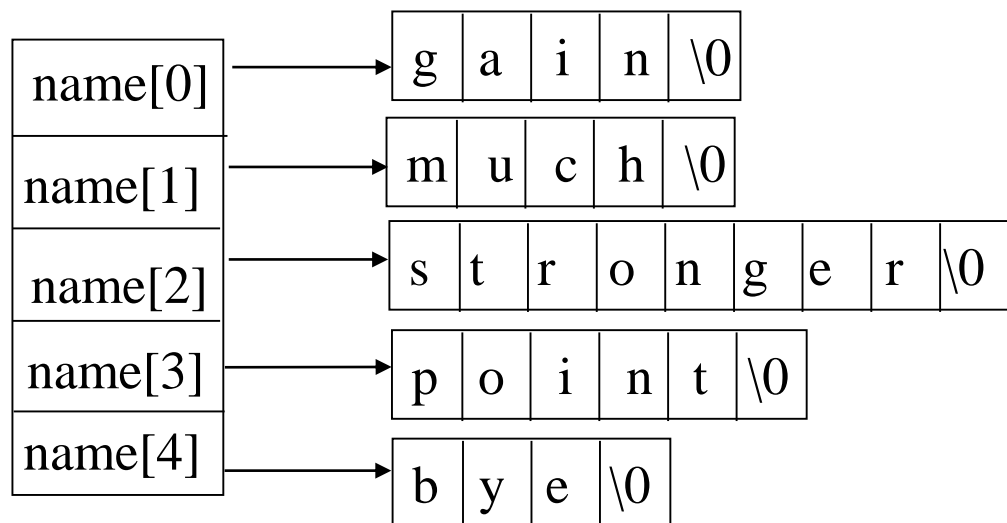 name[0] g a i n \0
name[1] m u c h \0
name[2] s t r o n g e r \0
name[3] p o i n t \0
name[4] b y e \0